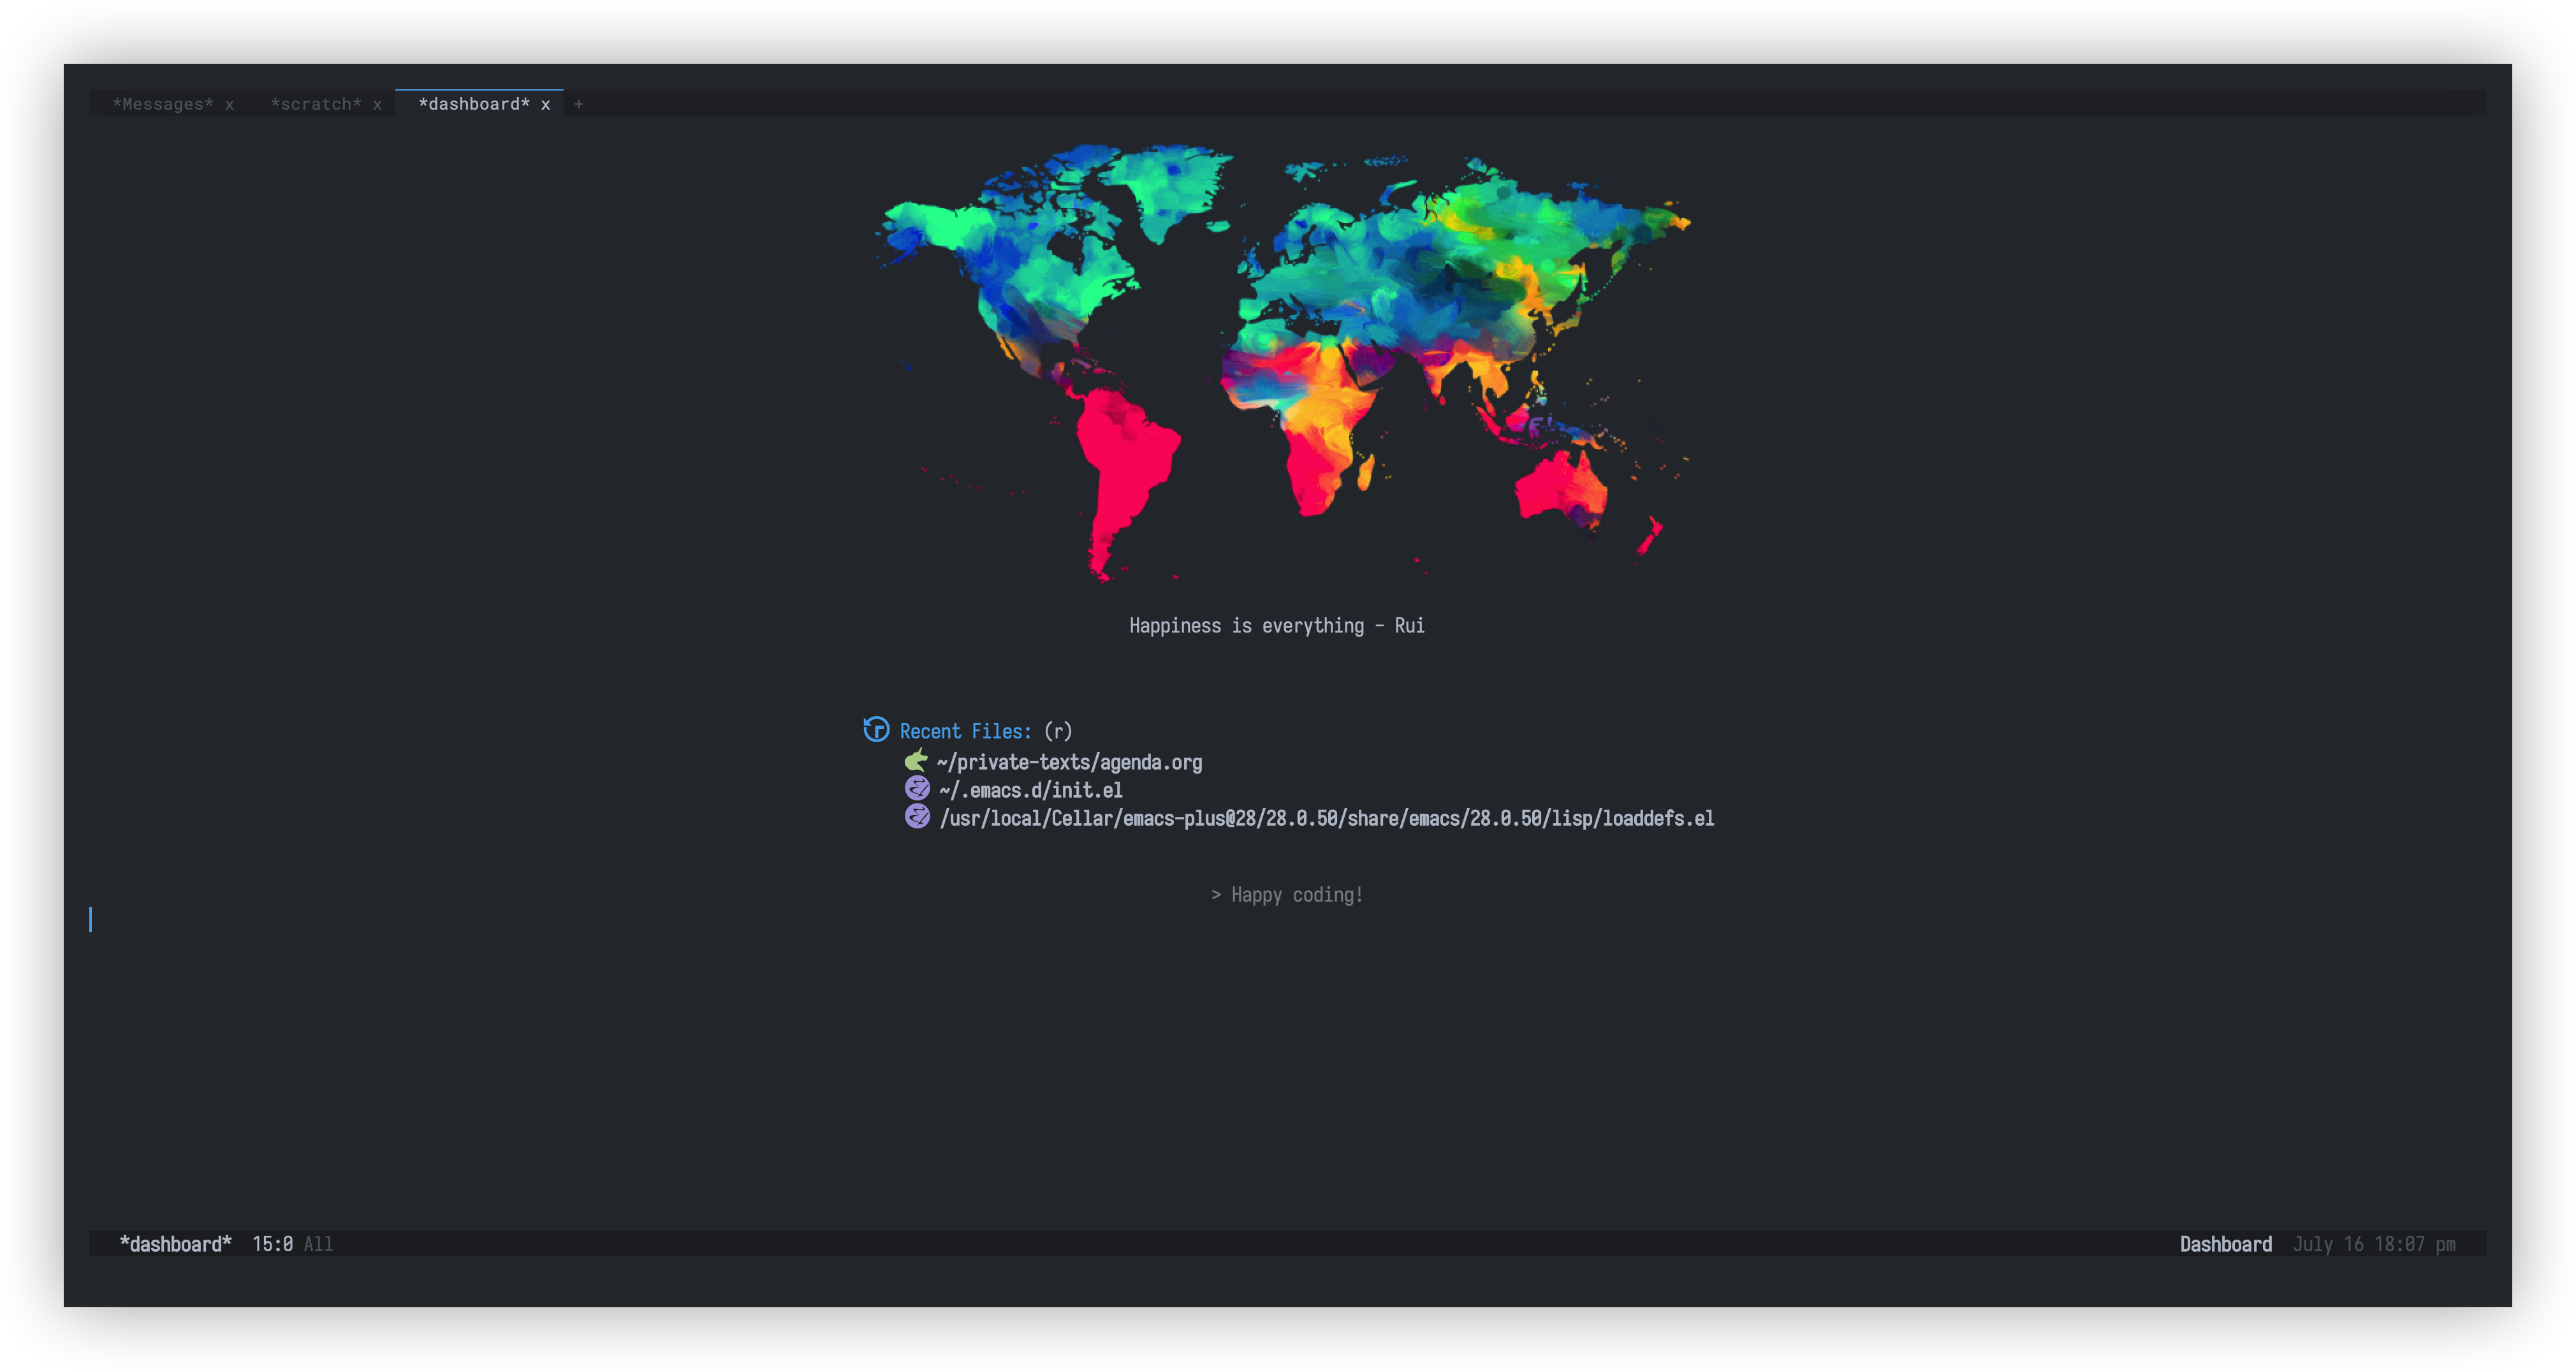 *Messages* x *scratch* x *dashboard* x +
Happiness is everything - Rui
Recent Files: (r)
~/private-texts/agenda.org
~/.emacs.d/init.el
/usr/local/Cellar/emacs-plus@28/28.0.50/share/emacs/28.0.50/lisp/loaddefs.el
> Happy coding!
*dashboard* 15:0 All Dashboard July 16 18:07 pm